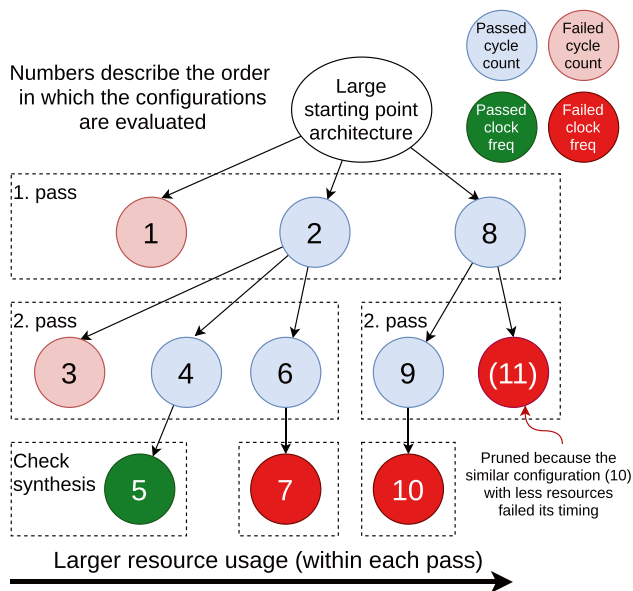 Numbers describe the order
in which the configurations
are evaluated
Large
starting point
architecture
Passed
cycle
count
Failed
cycle
count
Passed
clock
freq
Failed
clock
freq
1. pass
1
2
8
2. pass
3
4
6
2. pass
9
(11)
Check
synthesis
5
7
10
Pruned because the
similar configuration (10)
with less resources
failed its timing
Larger resource usage (within each pass)